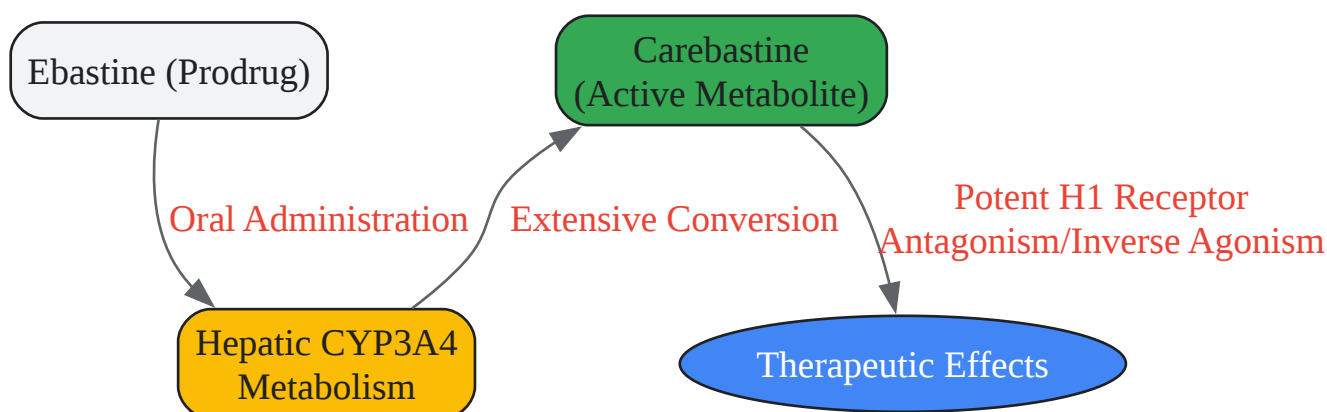 Ebastine (Prodrug)
Carebastine
(Active Metabolite)
Oral Administration
Extensive Conversion
Potent H1 Receptor
Antagonism/Inverse Agonism
Hepatic CYP3A4
Metabolism
Therapeutic Effects